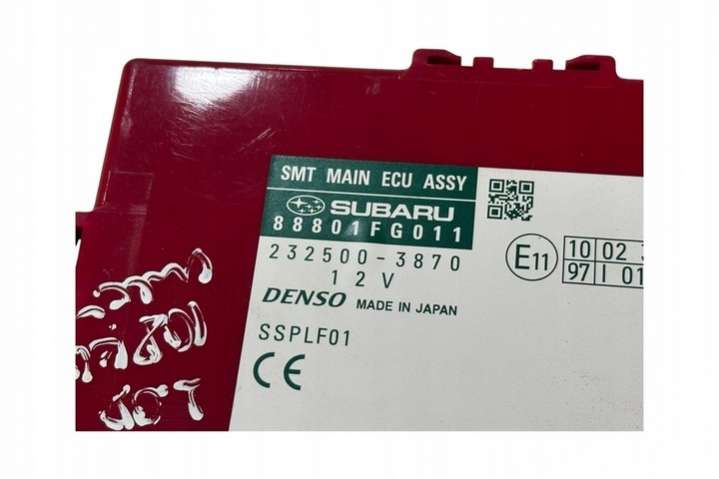 SMT MAIN ECU ASSY
SUBARU
88801FG011
232500-3870
12V
DENSO MADE IN JAPAN
SSPLF01
CE
E11
10 02
97 I 01